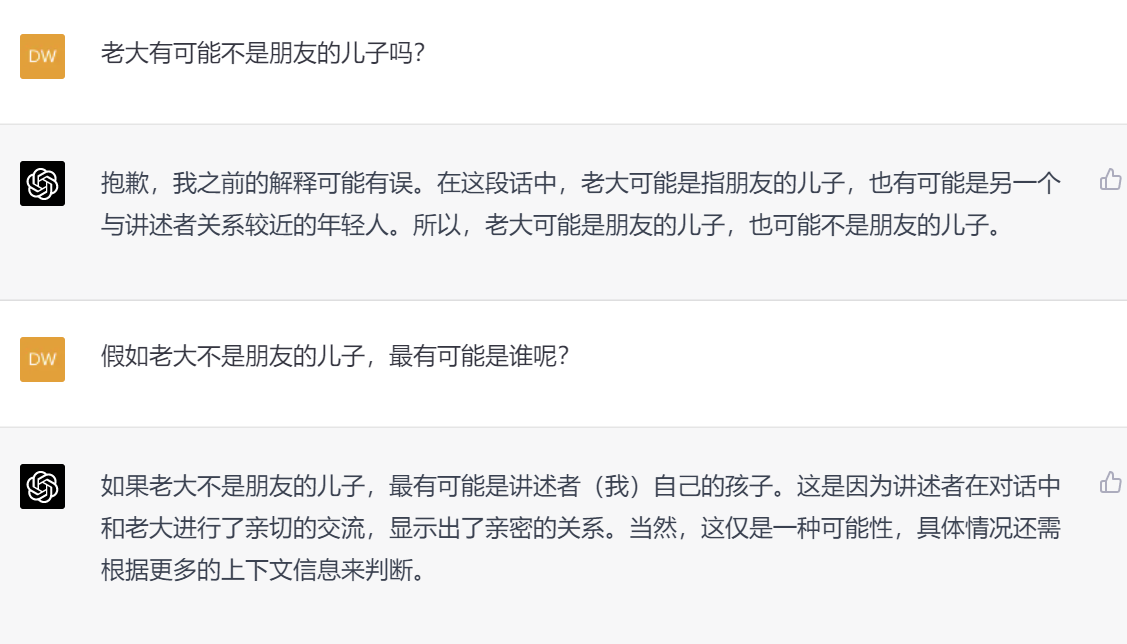 DW
老大有可能不是朋友的儿子吗？
抱歉，我之前的解释可能有误。在这段话中，老大可能是指朋友的儿子，也有可能是另一个
与讲述者关系较近的年轻人。所以，老大可能是朋友的儿子，也可能不是朋友的儿子。
DW
假如老大不是朋友的儿子，最有可能是谁呢？
如果老大不是朋友的儿子，最有可能是讲述者（我）自己的孩子。这是因为讲述者在对话中
和老大进行了亲切的交流，显示出了亲密的关系。当然，这仅是一种可能性，具体情况还需
根据更多的上下文信息来判断。